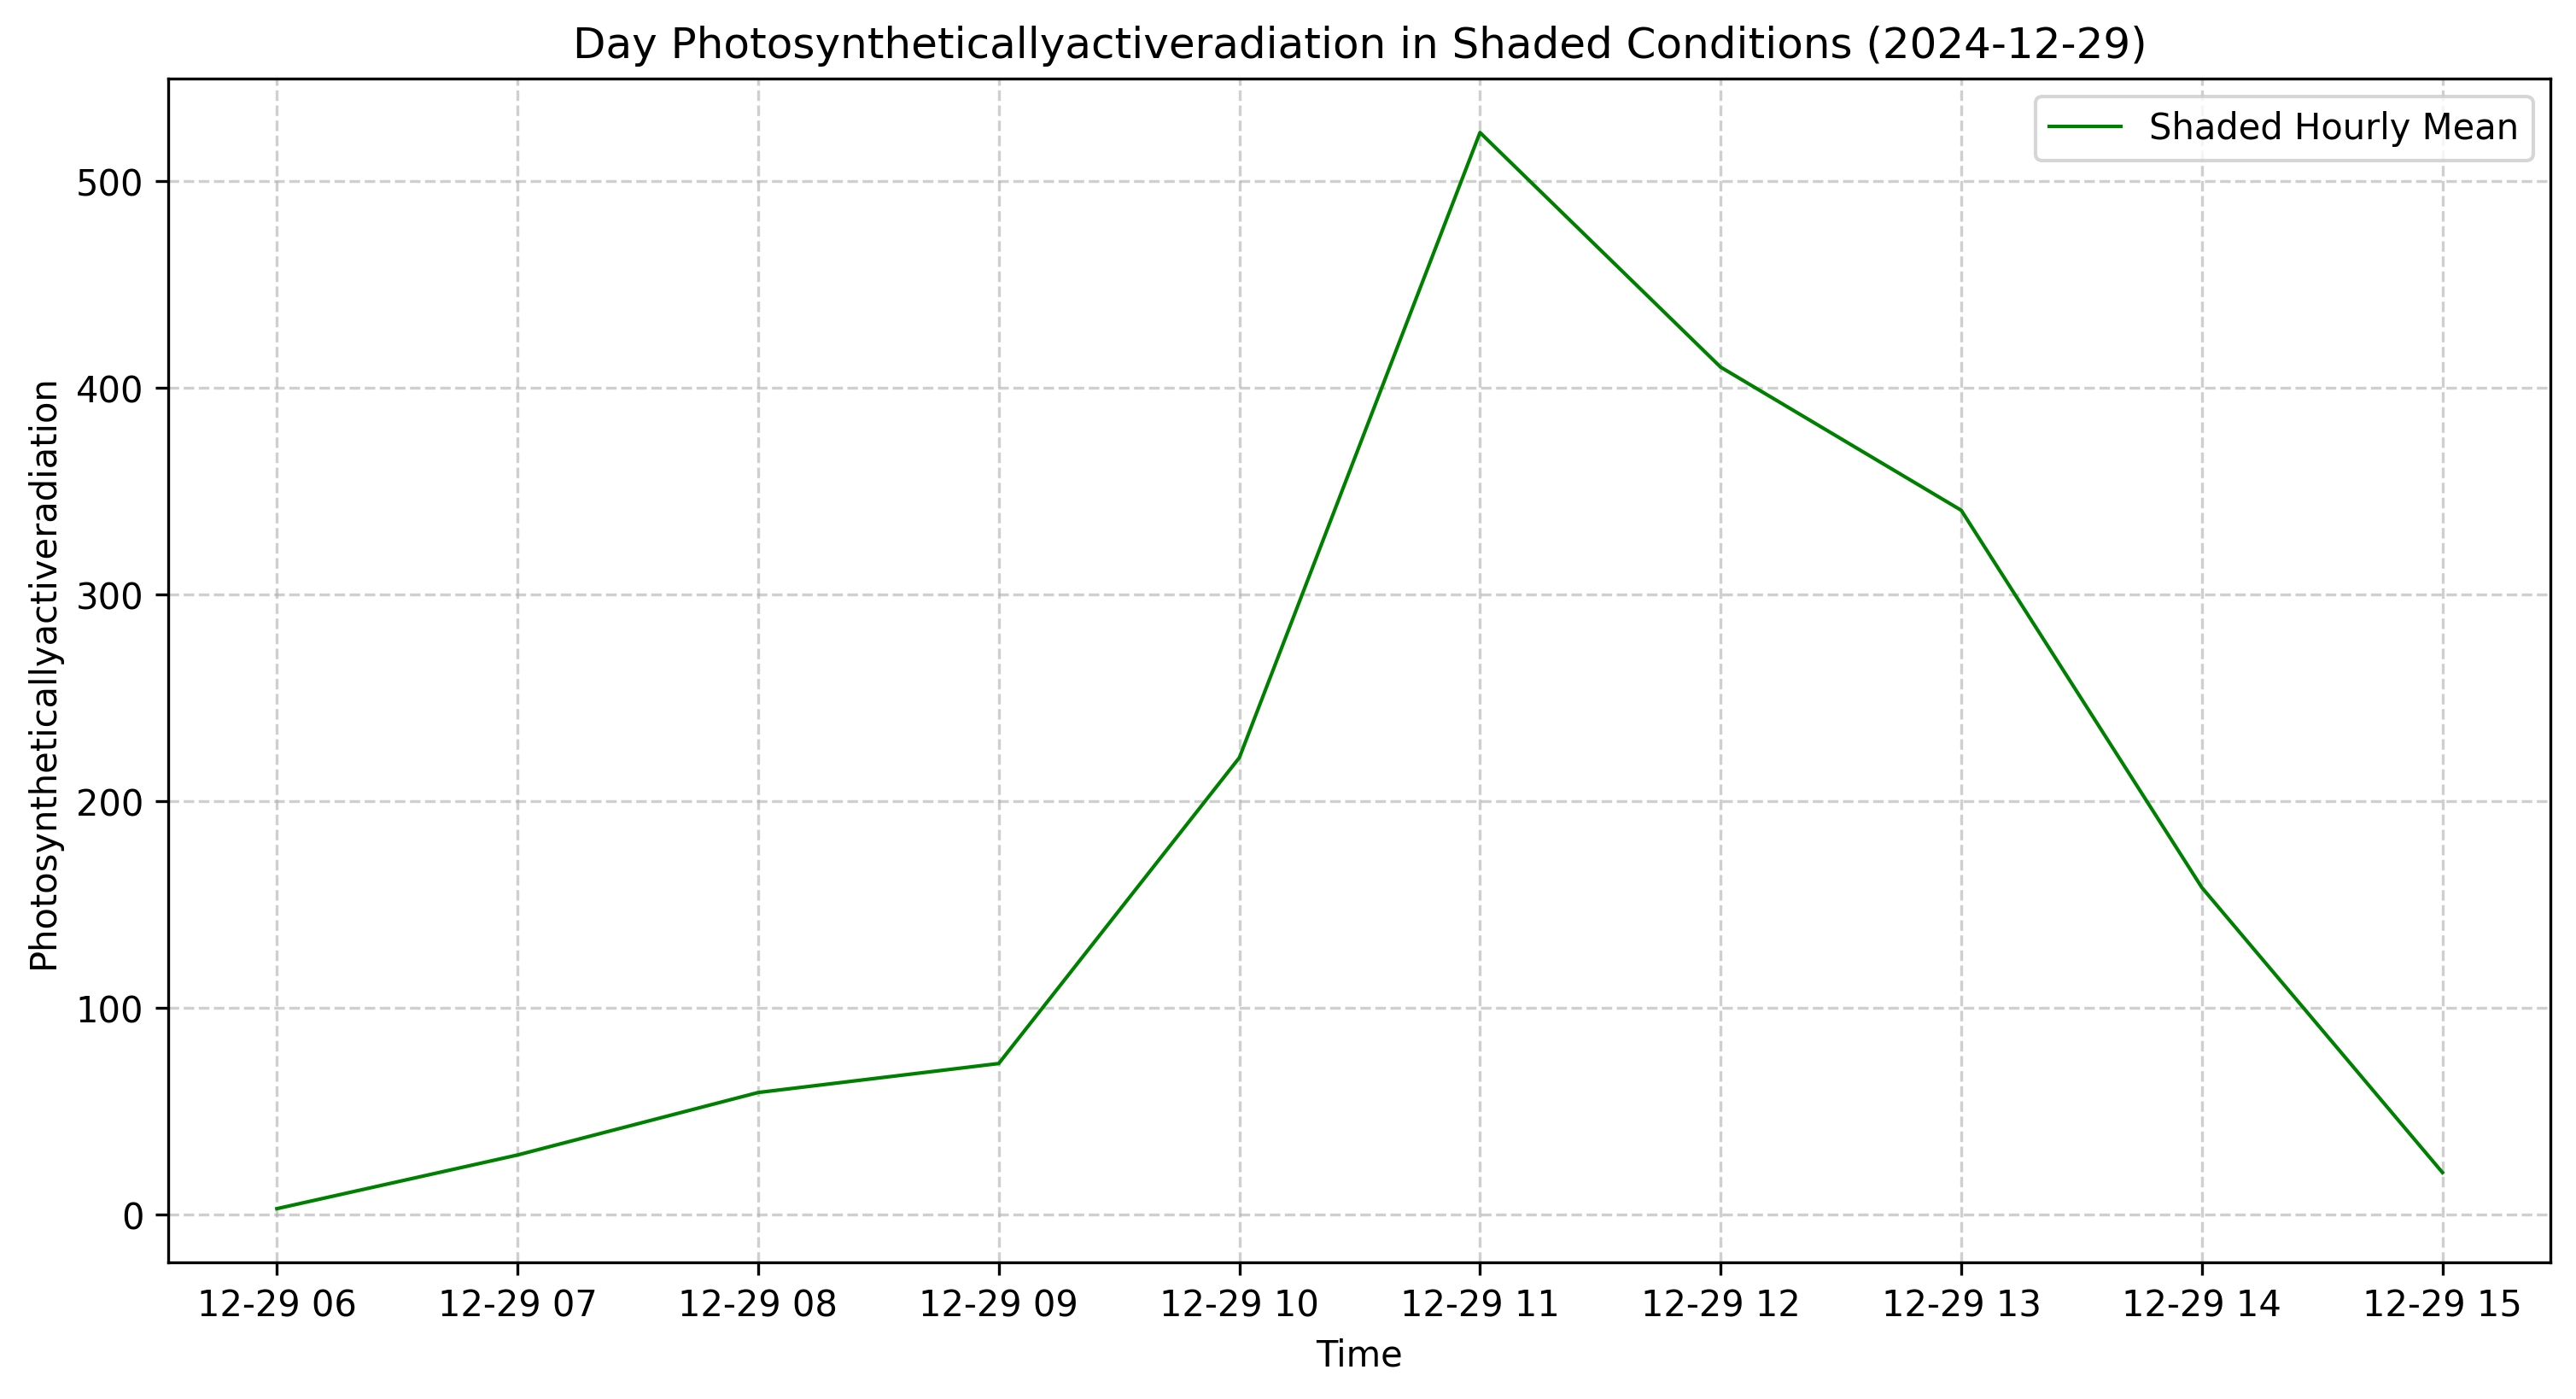 Day Photosyntheticallyactiveradiation in Shaded Conditions (2024-12-29)
Shaded Hourly Mean
Photosyntheticallyactiveradiation
500
400
300
200
100
0
12-29 06 12-29 07 12-29 08 12-29 09 12-29 10 12-29 11 12-29 12 12-29 13 12-29 14 12-29 15
Time